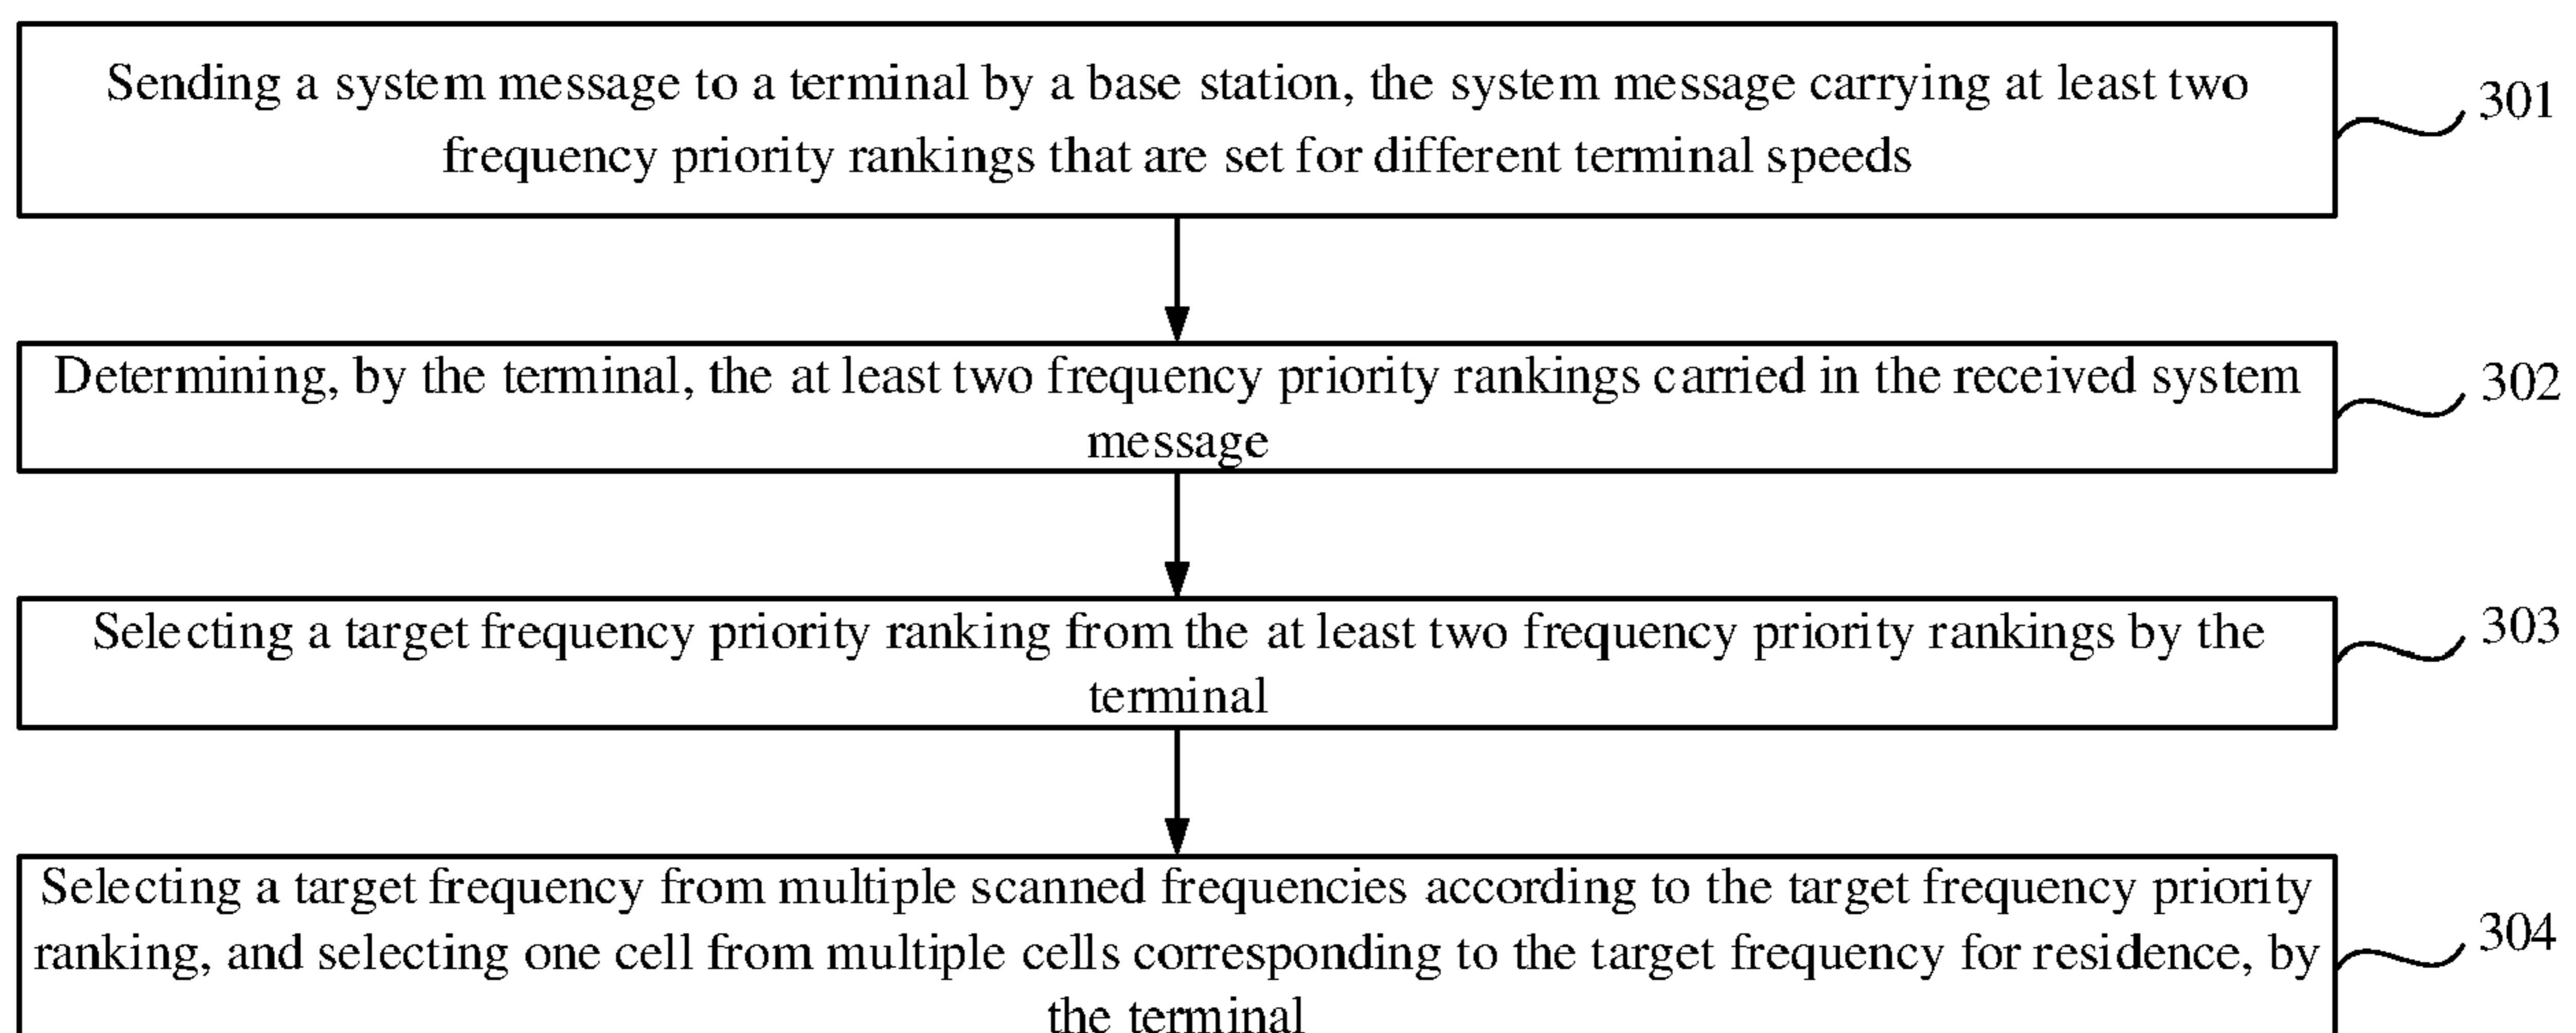 Sending a system message to a terminal by a base station, the system message carrying at least two
frequency priority rankings that are set for different terminal speeds
301
Determining, by the terminal, the at least two frequency priority rankings carried in the received system
message
302
Selecting a target frequency priority ranking from the at least two frequency priority rankings by the
terminal
303
Selecting a target frequency from multiple scanned frequencies according to the target frequency priority
ranking, and selecting one cell from multiple cells corresponding to the target frequency for residence, by
the terminal
304